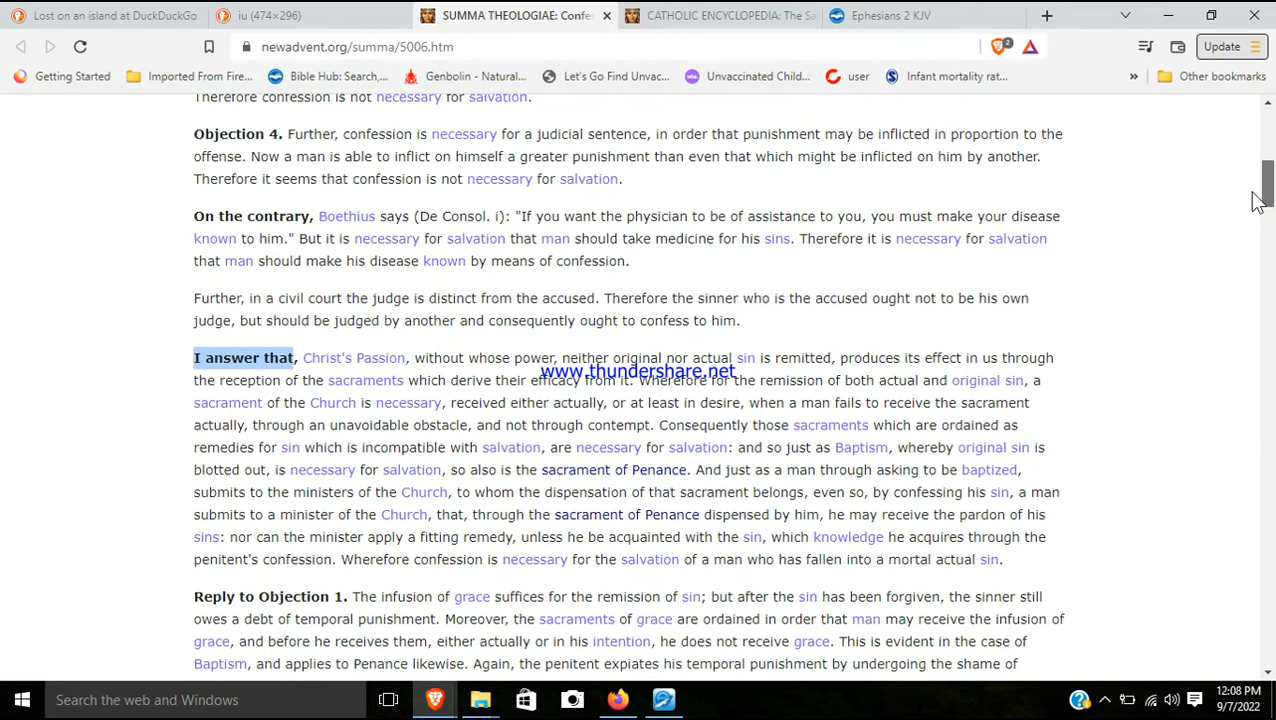 Lost on an island at DuckDuckGo
iu (474×296)
SUMMA THEOLOGIAE: Confes
CATHOLIC ENCYCLOPEDIA: The Sa
Ephesians 2 KJV
newadvent.org/summa/5006.htm
2
Update
Getting Started
Imported From Fire...
Bible Hub: Search,...
Genbolin - Natural...
Let's Go Find Unvac...
Unvaccinated Child...
user
Infant mortality rat...
»
Other bookmarks
Therefore confession is not necessary for salvation.
Objection 4. Further, confession is necessary for a judicial sentence, in order that punishment may be inflicted in proportion to the
offense. Now a man is able to inflict on himself a greater punishment than even that which might be inflicted on him by another.
Therefore it seems that confession is not necessary for salvation.
On the contrary, Boethius says (De Consol. i): "If you want the physician to be of assistance to you, you must make your disease
known to him." But it is necessary for salvation that man should take medicine for his sins. Therefore it is necessary for salvation
that man should make his disease known by means of confession.
Further, in a civil court the judge is distinct from the accused. Therefore the sinner who is the accused ought not to be his own
judge, but should be judged by another and consequently ought to confess to him.
I answer that, Christ's Passion, without whose power, neither original nor actual sin is remitted, produces its effect in us through
www.thundershare.net
the reception of the sacraments which derive their efficacy from it. Wherefore for the remission of both actual and original sin, a
sacrament of the Church is necessary, received either actually, or at least in desire, when a man fails to receive the sacrament
actually, through an unavoidable obstacle, and not through contempt. Consequently those sacraments which are ordained as
remedies for sin which is incompatible with salvation, are necessary for salvation: and so just as Baptism, whereby original sin is
blotted out, is necessary for salvation, so also is the sacrament of Penance. And just as a man through asking to be baptized,
submits to the ministers of the Church, to whom the dispensation of that sacrament belongs, even so, by confessing his sin, a man
submits to a minister of the Church, that, through the sacrament of Penance dispensed by him, he may receive the pardon of his
sins: nor can the minister apply a fitting remedy, unless he be acquainted with the sin, which knowledge he acquires through the
penitent's confession. Wherefore confession is necessary for the salvation of a man who has fallen into a mortal actual sin.
Reply to Objection 1. The infusion of grace suffices for the remission of sin; but after the sin has been forgiven, the sinner still
owes a debt of temporal punishment. Moreover, the sacraments of grace are ordained in order that man may receive the infusion of
grace, and before he receives them, either actually or in his intention, he does not receive grace. This is evident in the case of
Baptism, and applies to Penance likewise. Again, the penitent expiates his temporal punishment by undergoing the shame of
Search the web and Windows
12:08 PM
9/7/2022